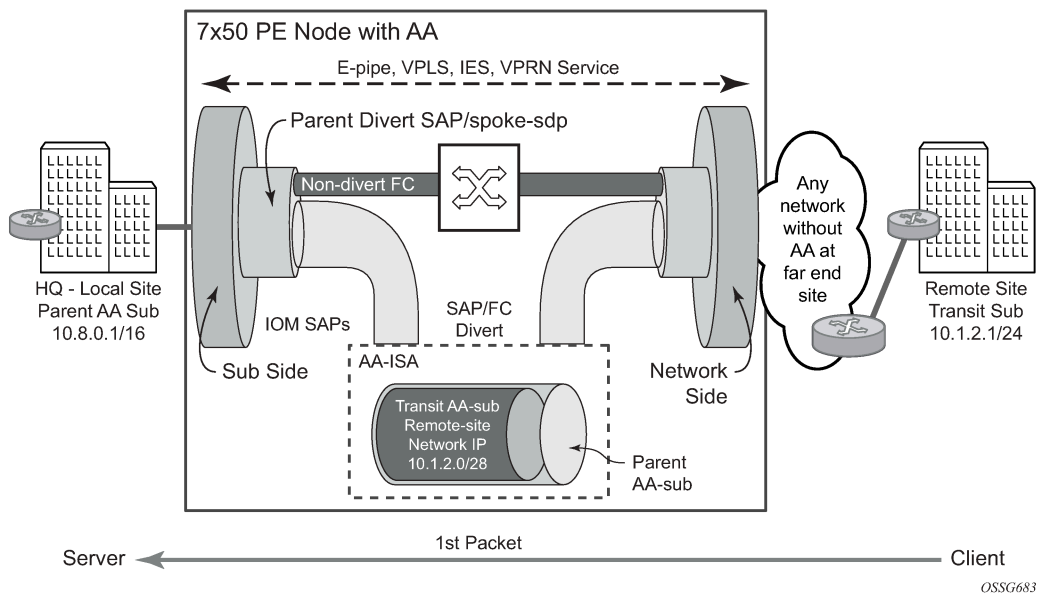 7x50 PE Node with AA
E-pipe, VPLS, IES, VPRN Service
Parent Divert SAP/spoke-sdp
Non-divert FC
Any
network
without
AA at
far end
site
HQ - Local Site
Parent AA Sub
10.8.0.1/16
Remote Site
Transit Sub
10.1.2.1/24
IOM SAPs
SAP/FC
Divert
Sub Side
AA-ISA
Network
Side
Transit AA-sub
Remote-site
Network IP
10.1.2.0/28
Parent
AA-sub
1st Packet
Server
Client
OSSG683